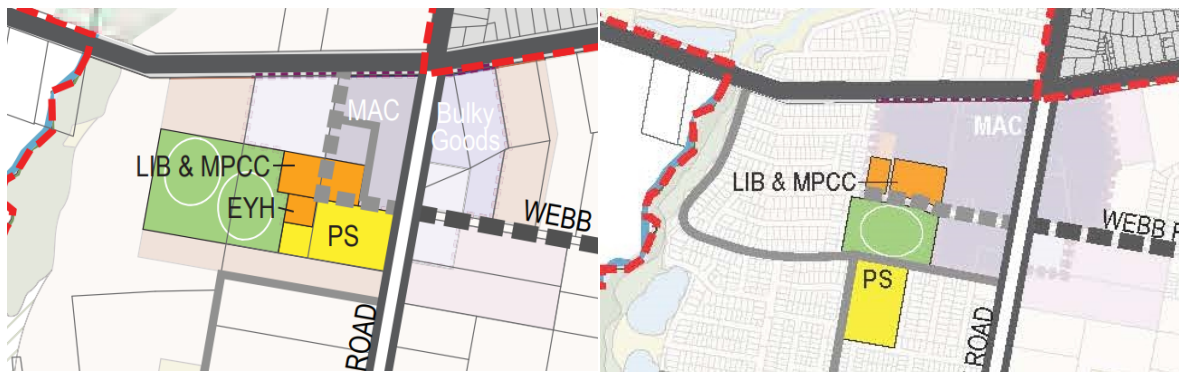 MAC
Bulky
Goods
LIB & MPCC
EYH
PS
WEBB
ROAD
MAC
LIB & MPCC
WEBB
PS
ROAD